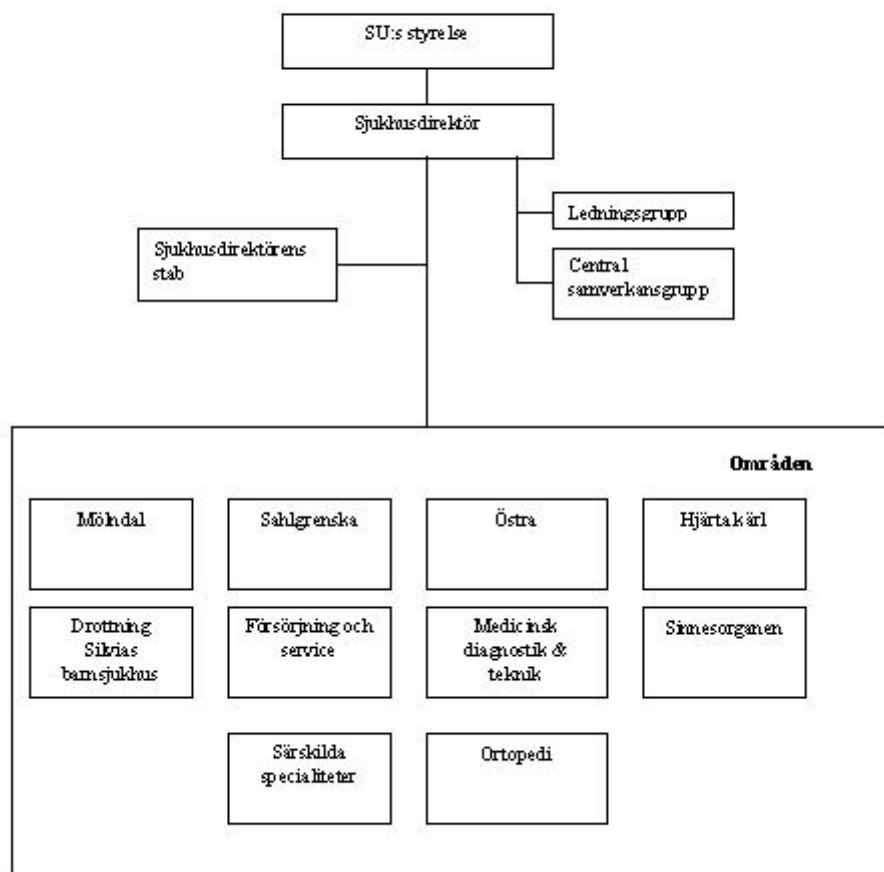 SU:s styrelse
Sjukhusdirektör
Ledningsgrupp
Sjukhusdirektörens
stab
Central
samverkansgrupp
Områden
Mölndal
Sahlgrenska
Östra
Hjärta kärl
Drottning
Silvias
barnsjukhus
Försörjning och
service
Medicinsk
diagnostik &
teknik
Sinnesorganen
Särskilda
specialiteter
Ortopedi